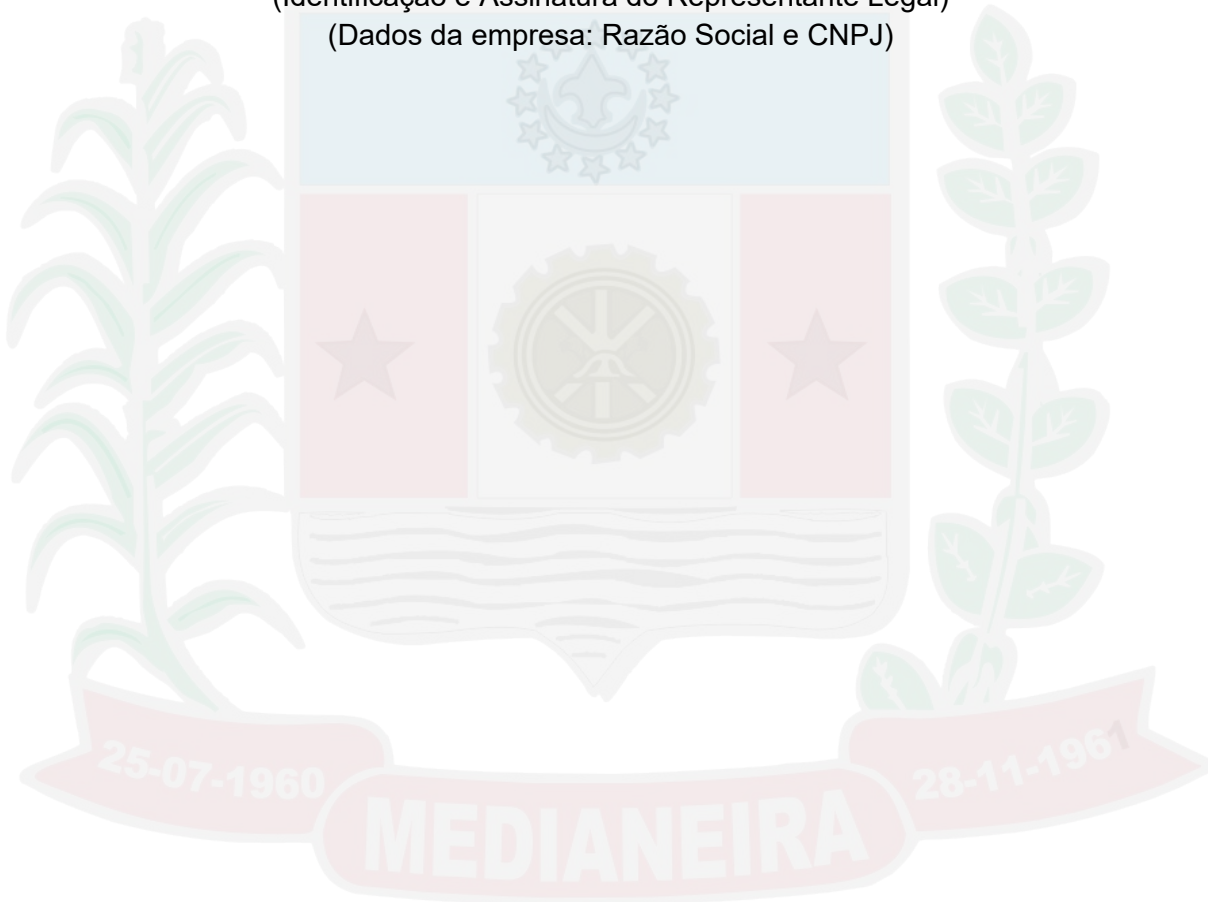 (Identificação e Assinatura do Representante Legal)
(Dados da empresa: Razão Social e CNPJ)
25-07-1960
28-11-1961
MEDIANEIRA